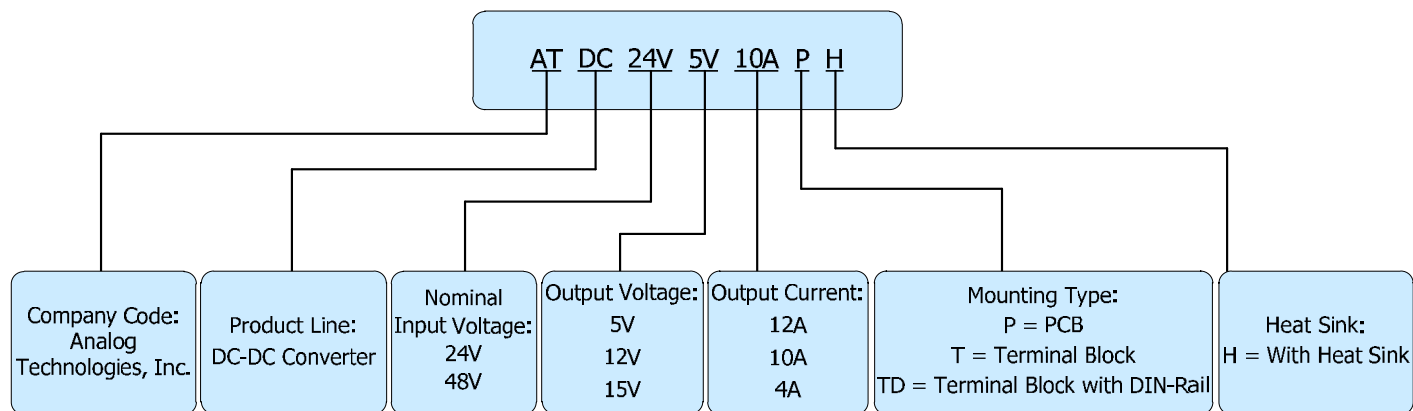 AT DC 24V 5V 10A P H
Company Code:
Analog
Technologies, Inc.
Product Line:
DC-DC Converter
Nominal
Input Voltage:
24V
48V
Output Voltage:
5V
12V
15V
Output Current:
12A
10A
4A
Mounting Type:
P = PCB
T = Terminal Block
TD = Terminal Block with DIN-Rail
Heat Sink:
H = With Heat Sink